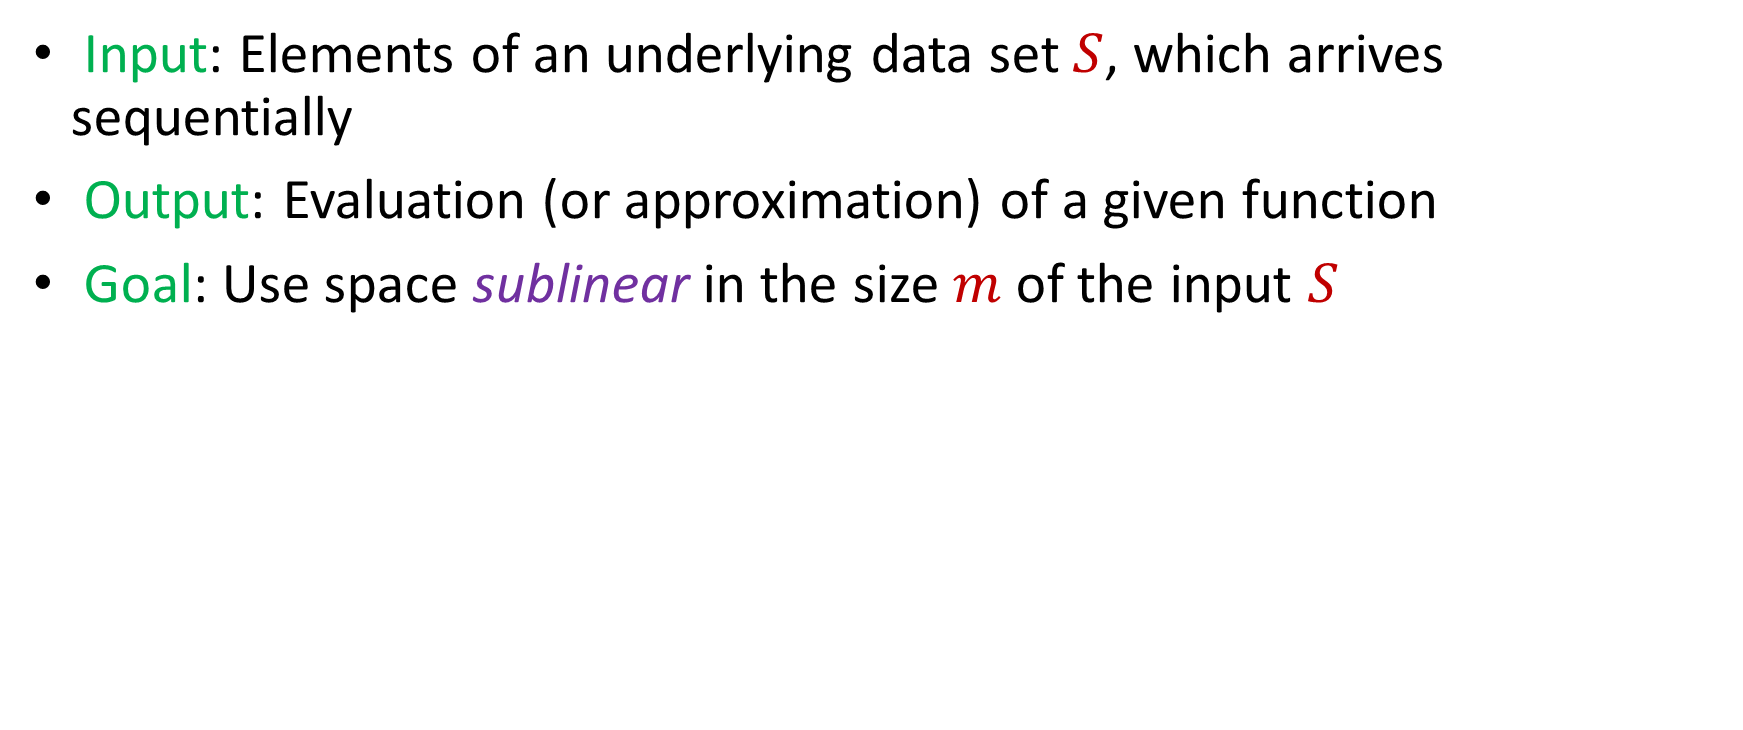 • Input: Elements of an underlying data set S, which arrives
sequentially
• Output: Evaluation (or approximation) of a given function
• Goal: Use space sublinear in the size m of the input S